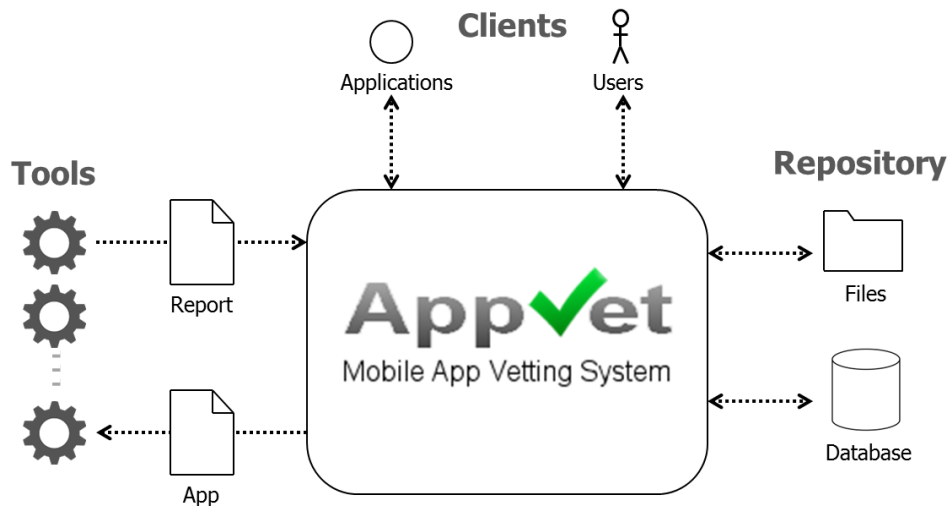 Clients
Applications
Users
Tools
Repository
Report
Files
AppVet
Mobile App Vetting System
App
Database